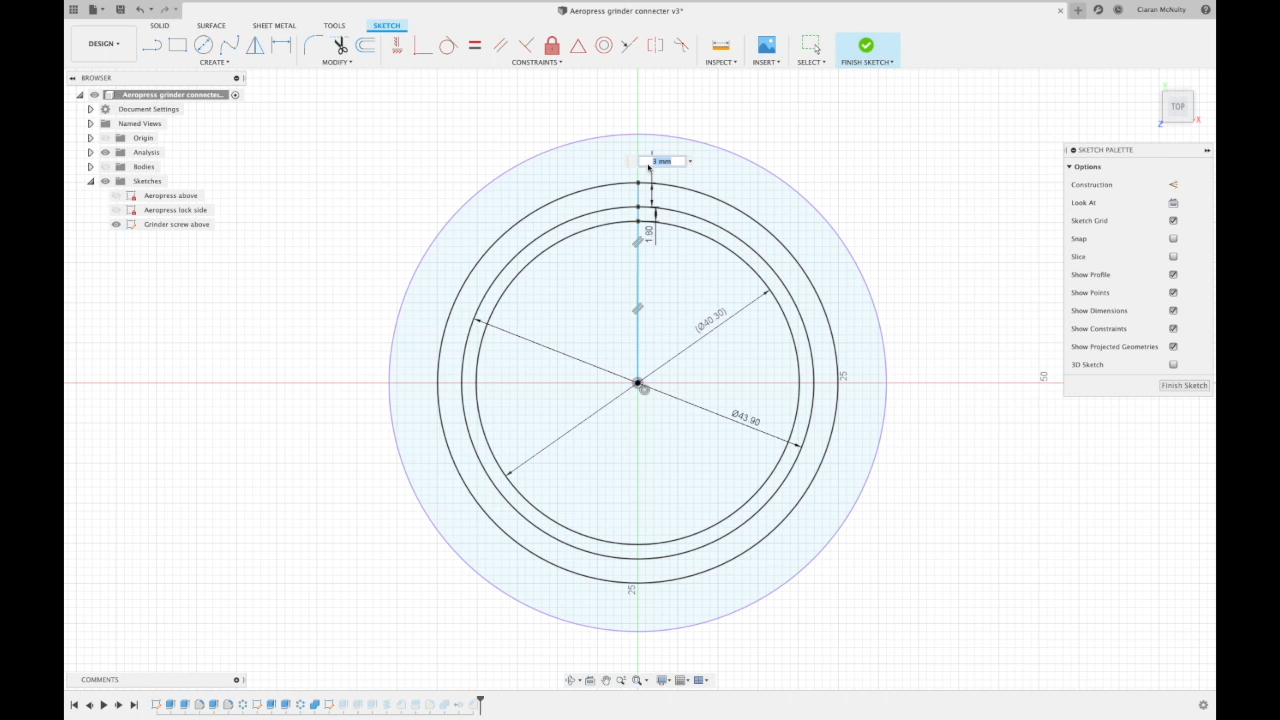 Aeropress grinder connecter v3*
Ciaran McNulty
SOLID
SURFACE
SHEET METAL
TOOLS
SKETCH
DESIGN
CREATE
MODIFY
CONSTRAINTS
INSPECT
INSERT
SELECT
FINISH SKETCH
BROWSER
Aeropress grinder connecter...
Document Settings
Named Views
Origin
Analysis
Bodies
Sketches
Aeropress above
Aeropress lock side
Grinder screw above
3 mm
1.80
(Ø40.30)
Ø43.90
25
50
25
TOP
Y
X
Z
SKETCH PALETTE
Options
Construction
Look At
Sketch Grid
Snap
Slice
Show Profile
Show Points
Show Dimensions
Show Constraints
Show Projected Geometries
3D Sketch
Finish Sketch
COMMENTS